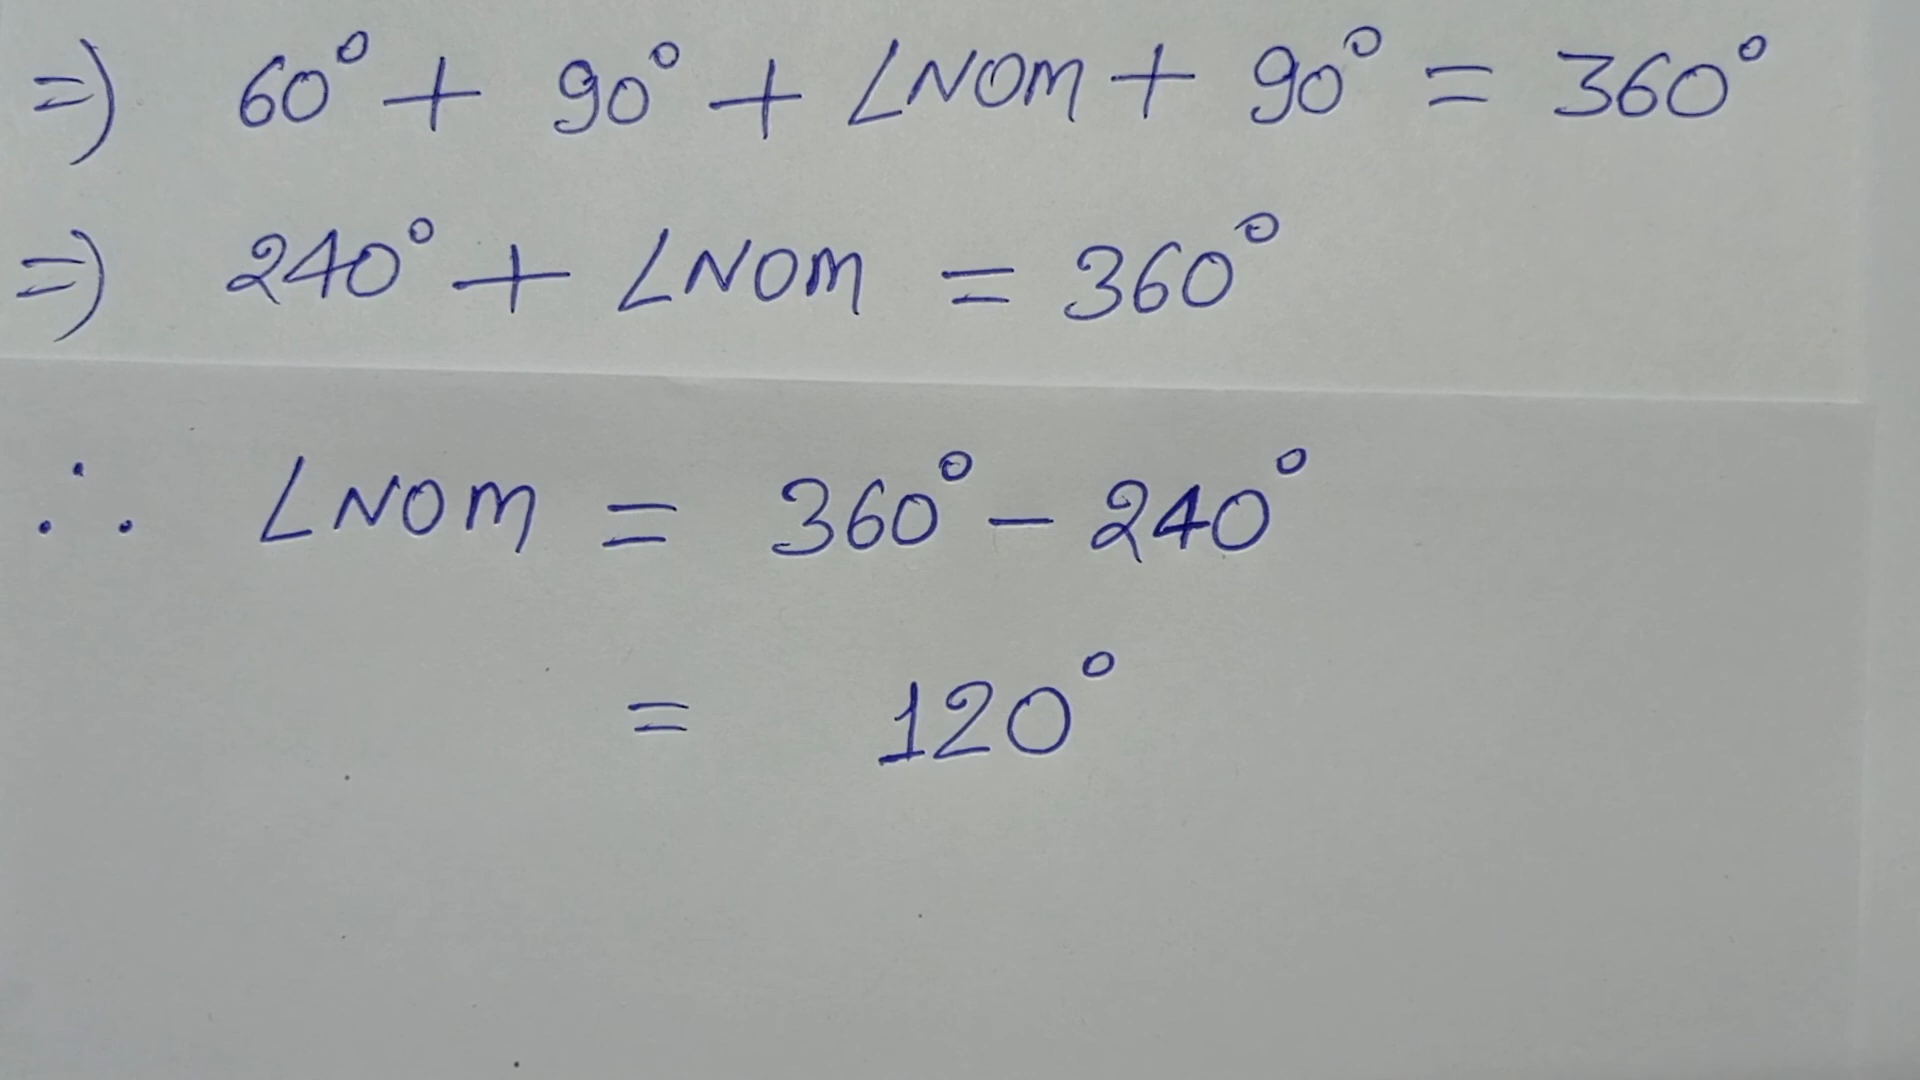 =) 60° + 90° + ∠NOM + 90° = 360°
=) 240° + ∠NOM = 360°
∴ ∠NOM = 360° - 240°
= 120°